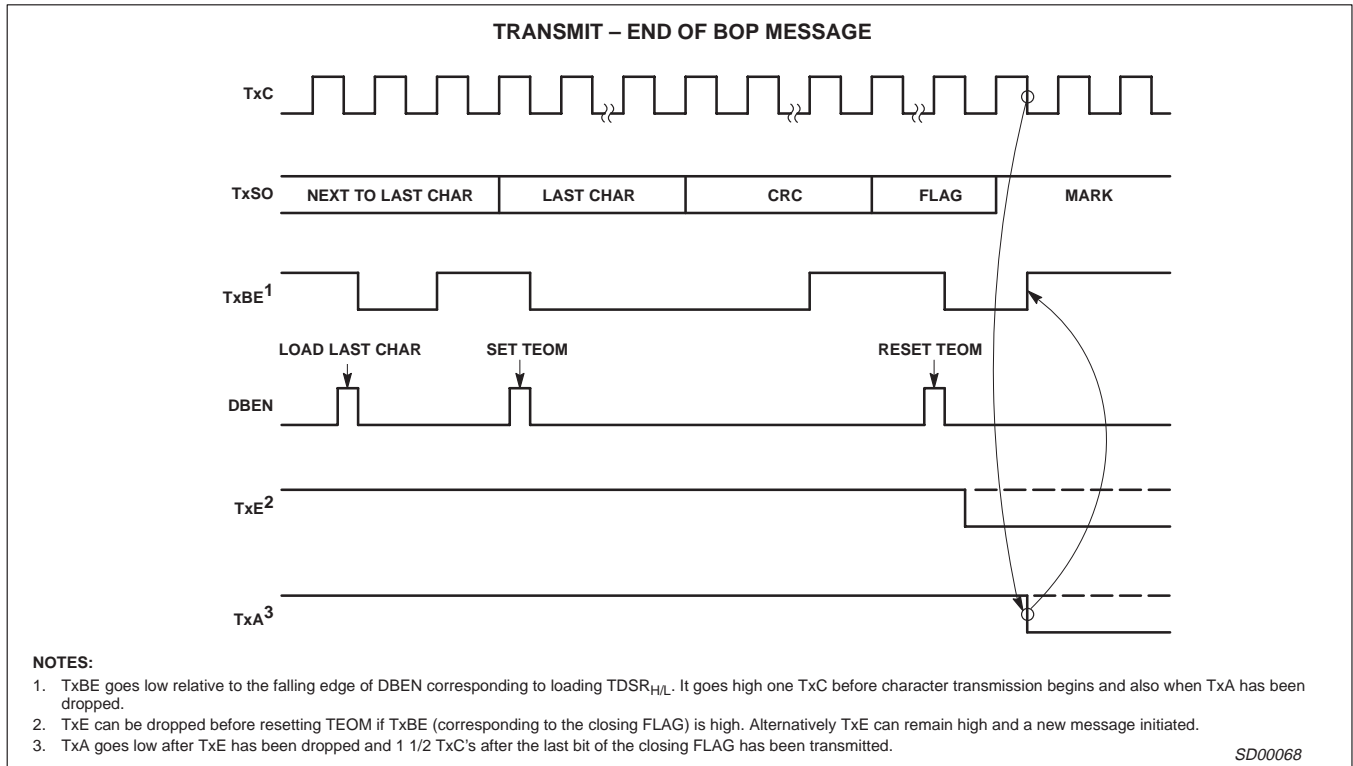 TRANSMIT – END OF BOP MESSAGE
TxC
TxSO NEXT TO LAST CHAR LAST CHAR CRC FLAG MARK
TxBE1
LOAD LAST CHAR SET TEOM RESET TEOM
DBEN
TxE2
TxA3
NOTES:
1. TxBE goes low relative to the falling edge of DBEN corresponding to loading TDSRH/L. It goes high one TxC before character transmission begins and also when TxA has been
dropped.
2. TxE can be dropped before resetting TEOM if TxBE (corresponding to the closing FLAG) is high. Alternatively TxE can remain high and a new message initiated.
3. TxA goes low after TxE has been dropped and 1 1/2 TxC's after the last bit of the closing FLAG has been transmitted.
SD00068